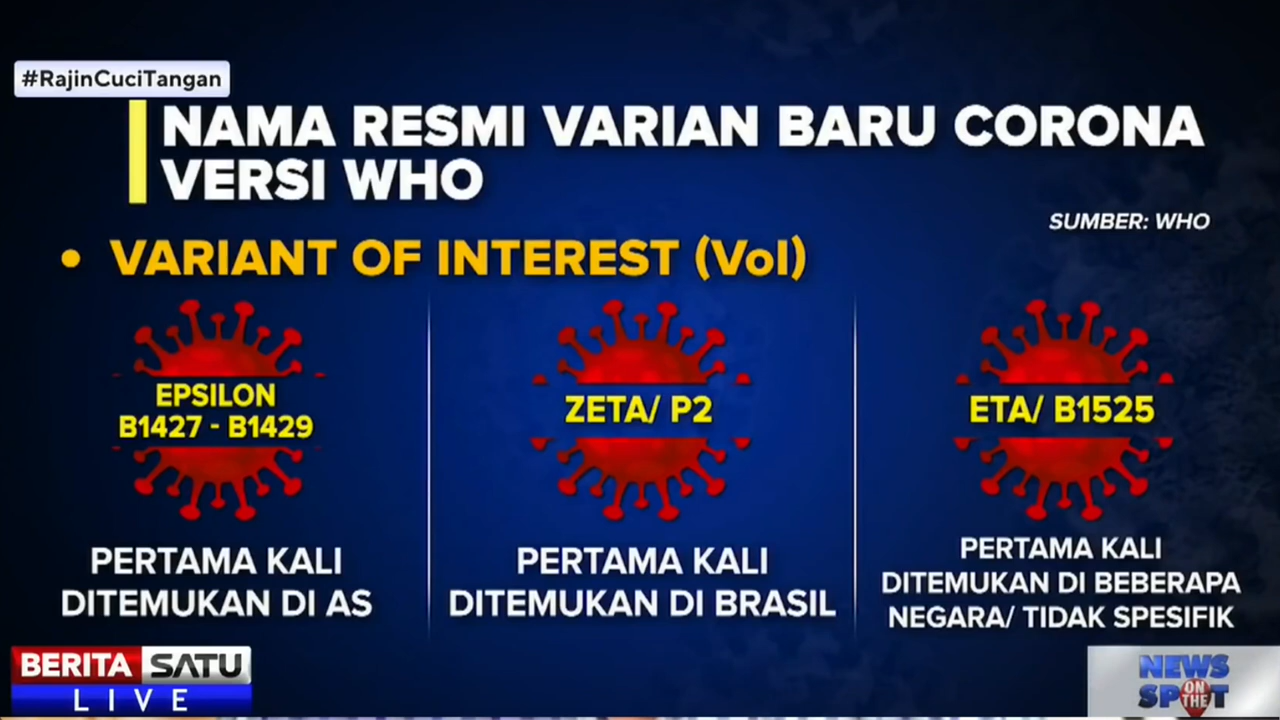 #RajinCuciTangan
NAMA RESMI VARIAN BARU CORONA
VERSI WHO
SUMBER: WHO
• VARIANT OF INTEREST (VoI)
EPSILON
B1427 - B1429
PERTAMA KALI
DITEMUKAN DI AS
ZETA/ P2
PERTAMA KALI
DITEMUKAN DI BRASIL
ETA/ B1525
PERTAMA KALI
DITEMUKAN DI BEBERAPA
NEGARA/ TIDAK SPESIFIK
BERITA SATU
LIVE
NEWS
ON THE
SPOT